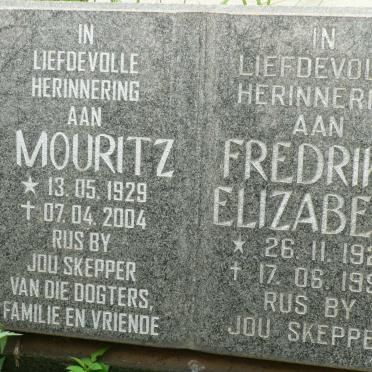 IN
LIEFDEVOLLE
HERINNERING
AAN
MOURITZ
★ 13.05.1929
† 07.04.2004
RUS BY
JOU SKEPPER
VAN DIE DOGTERS,
FAMILIE EN VRIENDE
IN
LIEFDEVOL
HERINNERI
AAN
FREDRIK
ELIZABE
★ 26.11.192
† 17.06.199
RUS BY
JOU SKEPPE